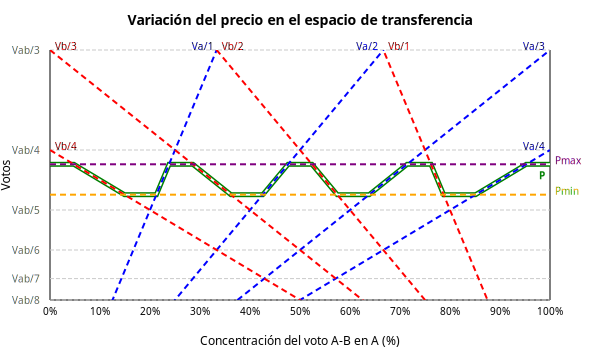 Variación del precio en el espacio de transferencia
Vab/3
Vb/3
Va/1
Vb/2
Va/2
Vb/1
Va/3
Vab/4
Vb/4
Va/4
Pmax
P
Pmin
Votos
Vab/5
Vab/6
Vab/7
Vab/8
0%
10%
20%
30%
40%
50%
60%
70%
80%
90%
100%
Concentración del voto A-B en A (%)